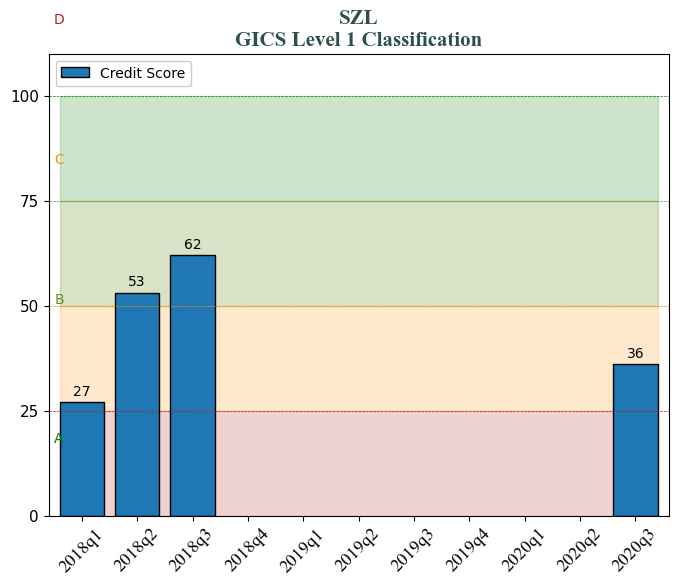 D
SZL
GICS Level 1 Classification
Credit Score
100
C
75
62
53
B
50
36
27
25
A
0
2018q1
2018q2
2018q3
2018q4
2019q1
2019q2
2019q3
2019q4
2020q1
2020q2
2020q3